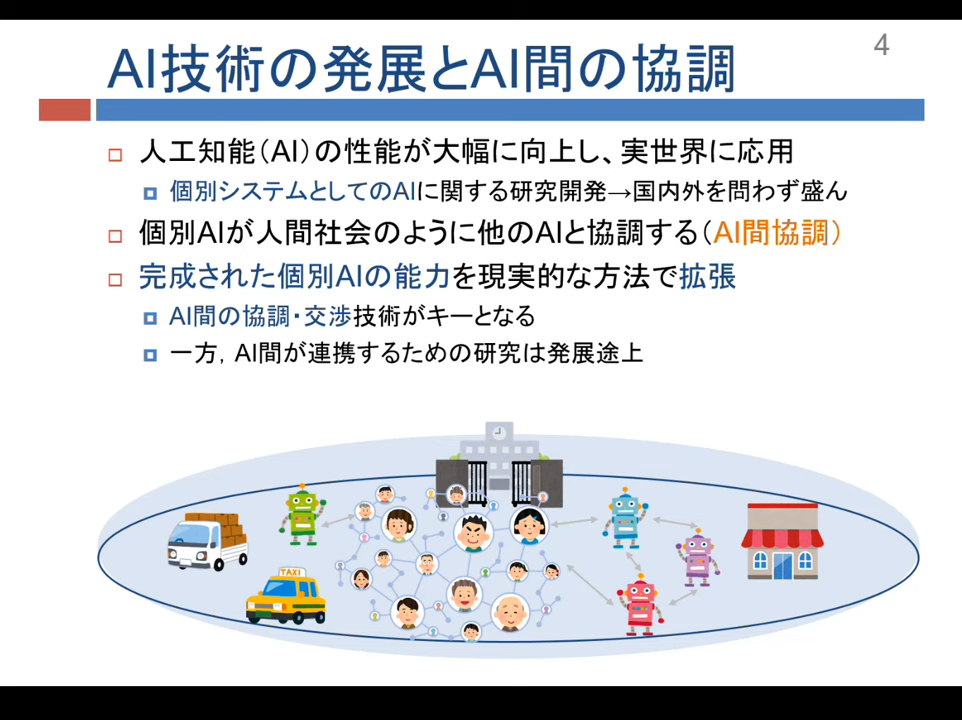 4
AI技術の発展とAI間の協調
人工知能（AI）の性能が大幅に向上し、実世界に応用
個別システムとしてのAIに関する研究開発→国内外を問わず盛ん
個別AIが人間社会のように他のAIと協調する（AI間協調）
完成された個別AIの能力を現実的な方法で拡張
AI間の協調・交渉技術がキーとなる
一方，AI間が連携するための研究は発展途上
TAXI